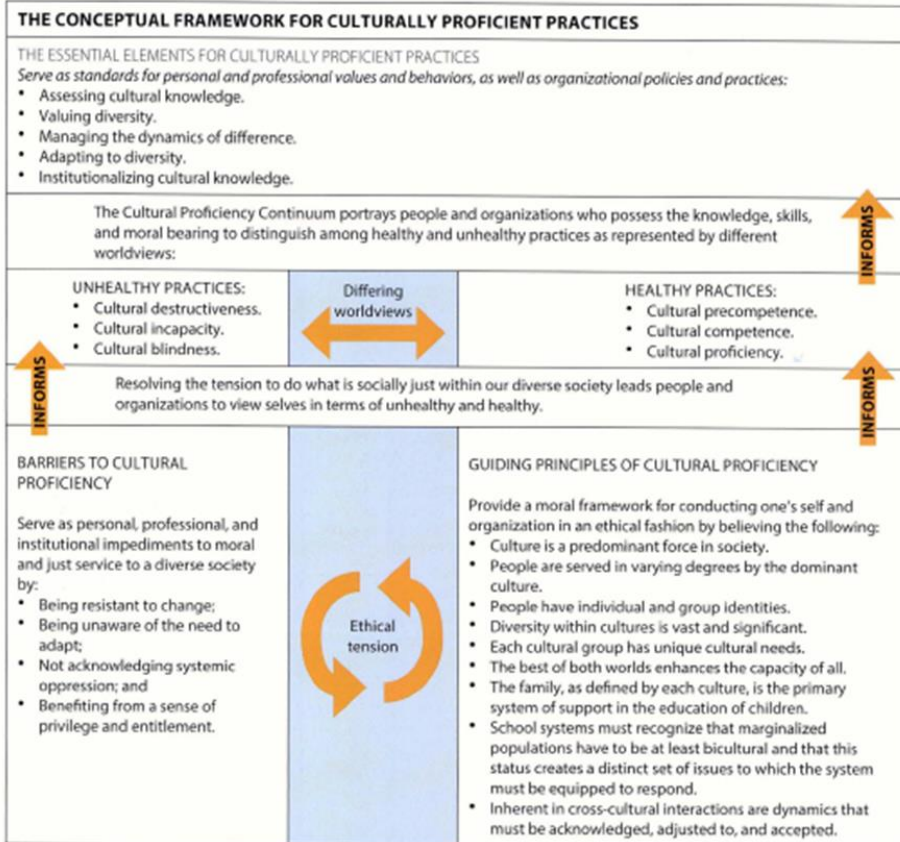 THE CONCEPTUAL FRAMEWORK FOR CULTURALLY PROFICIENT PRACTICES
THE ESSENTIAL ELEMENTS FOR CULTURALLY PROFICIENT PRACTICES
Serve as standards for personal and professional values and behaviors, as well as organizational policies and practices:
• Assessing cultural knowledge.
• Valuing diversity.
• Managing the dynamics of difference.
• Adapting to diversity.
• Institutionalizing cultural knowledge.
The Cultural Proficiency Continuum portrays people and organizations who possess the knowledge, skills,
and moral bearing to distinguish among healthy and unhealthy practices as represented by different
worldviews:
INFORMS
UNHEALTHY PRACTICES:
• Cultural destructiveness.
• Cultural incapacity.
• Cultural blindness.
Differing
worldviews
HEALTHY PRACTICES:
• Cultural precompetence.
• Cultural competence.
• Cultural proficiency.
INFORMS
Resolving the tension to do what is socially just within our diverse society leads people and
organizations to view selves in terms of unhealthy and healthy.
INFORMS
BARRIERS TO CULTURAL
PROFICIENCY
Serve as personal, professional, and
institutional impediments to moral
and just service to a diverse society
by:
• Being resistant to change;
• Being unaware of the need to
adapt;
• Not acknowledging systemic
oppression; and
• Benefiting from a sense of
privilege and entitlement.
Ethical
tension
GUIDING PRINCIPLES OF CULTURAL PROFICIENCY
Provide a moral framework for conducting one's self and
organization in an ethical fashion by believing the following:
• Culture is a predominant force in society.
• People are served in varying degrees by the dominant
culture.
• People have individual and group identities.
• Diversity within cultures is vast and significant.
• Each cultural group has unique cultural needs.
• The best of both worlds enhances the capacity of all.
• The family, as defined by each culture, is the primary
system of support in the education of children.
• School systems must recognize that marginalized
populations have to be at least bicultural and that this
status creates a distinct set of issues to which the system
must be equipped to respond.
• Inherent in cross-cultural interactions are dynamics that
must be acknowledged, adjusted to, and accepted.